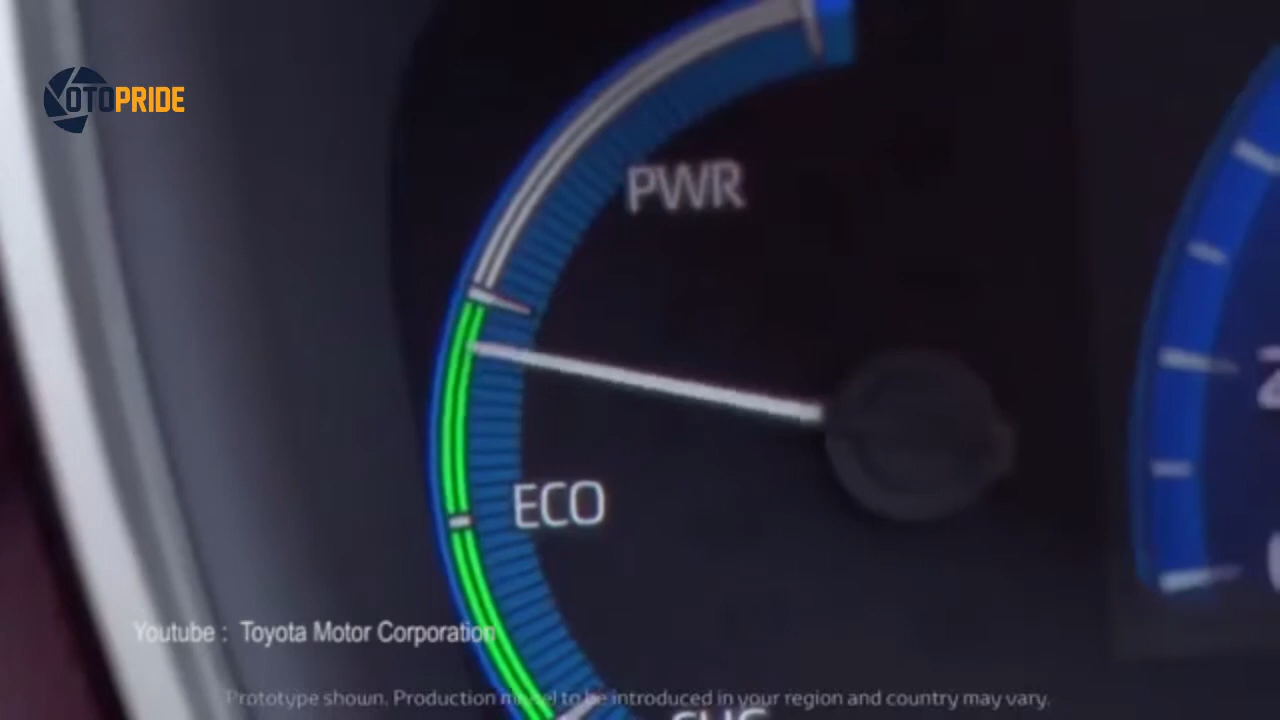 OTOPRIDE
PWR
ECO
Youtube : Toyota Motor Corporation
Prototype shown. Production model to be introduced in your region and country may vary.